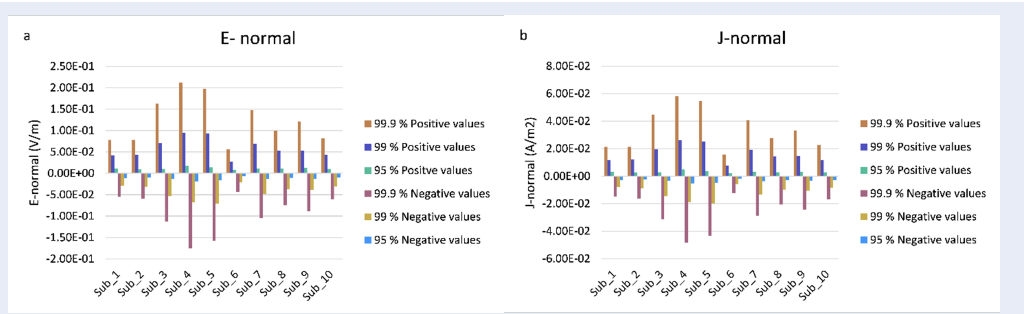 a
E- normal
E-normal (V/m)
2.50E-01
2.00E-01
1.50E-01
1.00E-01
5.00E-02
0.00E+00
-5.00E-02
-1.00E-01
-1.50E-01
-2.00E-01
Sub_1
Sub_2
Sub_3
Sub_4
Sub_5
Sub_6
Sub_7
Sub_8
Sub_9
Sub_10
99.9 % Positive values
99 % Positive values
95 % Postive values
99.9 % Negative values
99 % Negative values
95 % Negative values
b
J-normal
J-normal (A/m2)
8.00E-02
6.00E-02
4.00E-02
2.00E-02
0.00E+00
-2.00E-02
-4.00E-02
-6.00E-02
Sub_1
Sub_2
Sub_3
Sub_4
Sub_5
Sub_6
Sub_7
Sub_8
Sub_9
Sub_10
99.9 % Positive values
99 % Positive values
95 % Postive values
99.9 % Negative values
99 % Negative values
95 % Negative values